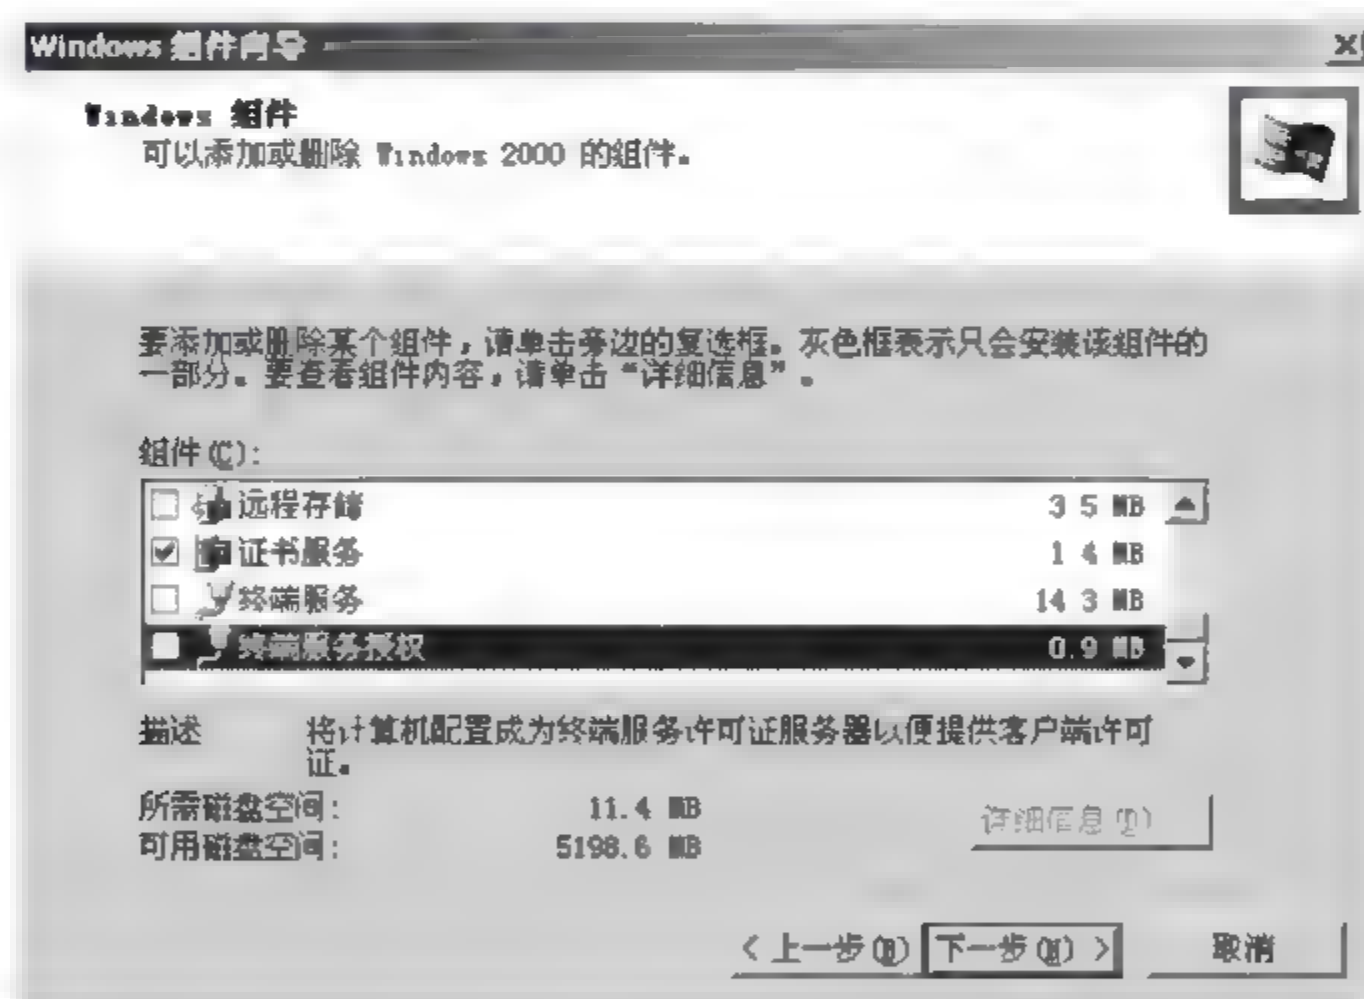 Windows 组件向导
Windows 组件
可以添加或删除 Windows 2000 的组件。
要添加或删除某个组件，请单击旁边的复选框。灰色框表示只会安装该组件的
一部分。要查看组件内容，请单击“详细信息”。
组件(C):
远程存储 3 5 MB
证书服务 1 4 MB
终端服务 14 3 MB
终端服务授权 0.9 MB
描述 将计算机配置成为终端服务许可证服务器以便提供客户端许可
证。
所需磁盘空间: 11.4 MB
可用磁盘空间: 5198.6 MB
详细信息(D)
< 上一步(B) 下一步(N) > 取消